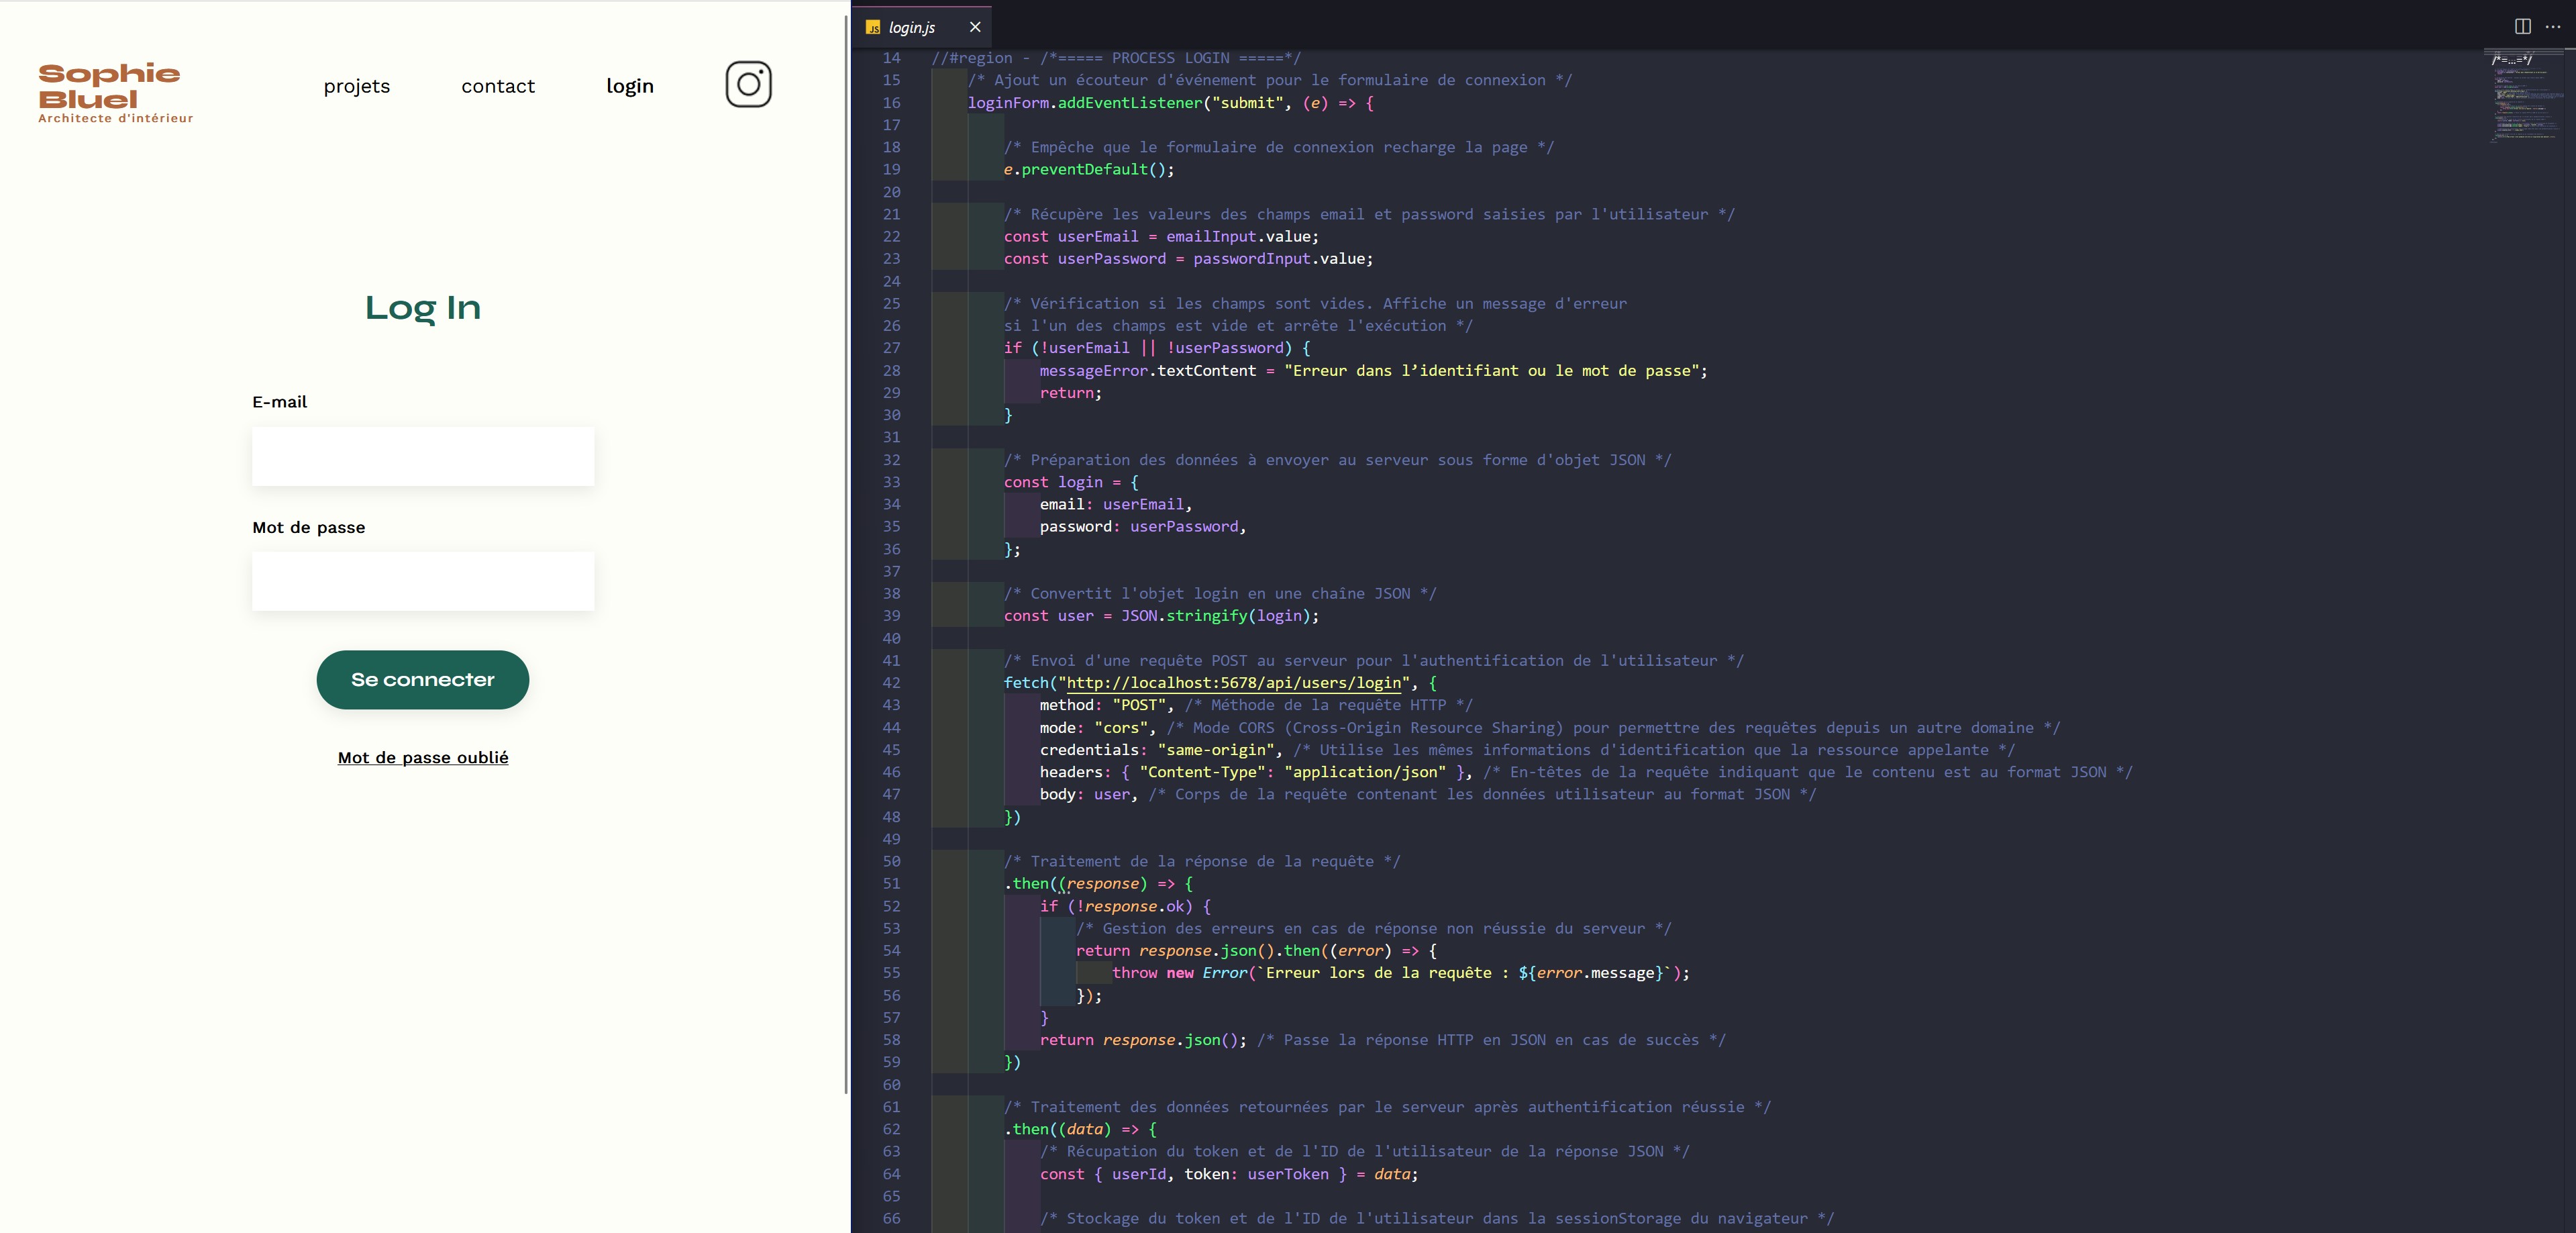 Sophie
Bluel
Architecte d'intérieur
projets
contact
login
Log In
E-mail
Mot de passe
Se connecter
Mot de passe oublié
JS login.js
14 //#region - /*===== PROCESS LOGIN =====*/
15 /* Ajout un écouteur d'événement pour le formulaire de connexion */
16 loginForm.addEventListener("submit", (e) => {
17
18 /* Empêche que le formulaire de connexion recharge la page */
19 e.preventDefault();
20
21 /* Récupère les valeurs des champs email et password saisies par l'utilisateur */
22 const userEmail = emailInput.value;
23 const userPassword = passwordInput.value;
24
25 /* Vérification si les champs sont vides. Affiche un message d'erreur
26 si l'un des champs est vide et arrête l'exécution */
27 if (!userEmail || !userPassword) {
28 messageError.textContent = "Erreur dans l’identifiant ou le mot de passe";
29 return;
30 }
31
32 /* Préparation des données à envoyer au serveur sous forme d'objet JSON */
33 const login = {
34 email: userEmail,
35 password: userPassword,
36 };
37
38 /* Convertit l'objet login en une chaîne JSON */
39 const user = JSON.stringify(login);
40
41 /* Envoi d'une requête POST au serveur pour l'authentification de l'utilisateur */
42 fetch("http://localhost:5678/api/users/login", {
43 method: "POST", /* Méthode de la requête HTTP */
44 mode: "cors", /* Mode CORS (Cross-Origin Resource Sharing) pour permettre des requêtes depuis un autre domaine */
45 credentials: "same-origin", /* Utilise les mêmes informations d'identification que la ressource appelante */
46 headers: { "Content-Type": "application/json" }, /* En-têtes de la requête indiquant que le contenu est au format JSON */
47 body: user, /* Corps de la requête contenant les données utilisateur au format JSON */
48 })
49
50 /* Traitement de la réponse de la requête */
51 .then((response) => {
52 if (!response.ok) {
53 /* Gestion des erreurs en cas de réponse non réussie du serveur */
54 return response.json().then((error) => {
55 throw new Error(`Erreur lors de la requête : ${error.message}`);
56 });
57 }
58 return response.json(); /* Passe la réponse HTTP en JSON en cas de succès */
59 })
60
61 /* Traitement des données retournées par le serveur après authentification réussie */
62 .then((data) => {
63 /* Récupation du token et de l'ID de l'utilisateur de la réponse JSON */
64 const { userId, token: userToken } = data;
65
66 /* Stockage du token et de l'ID de l'utilisateur dans la sessionStorage du navigateur */